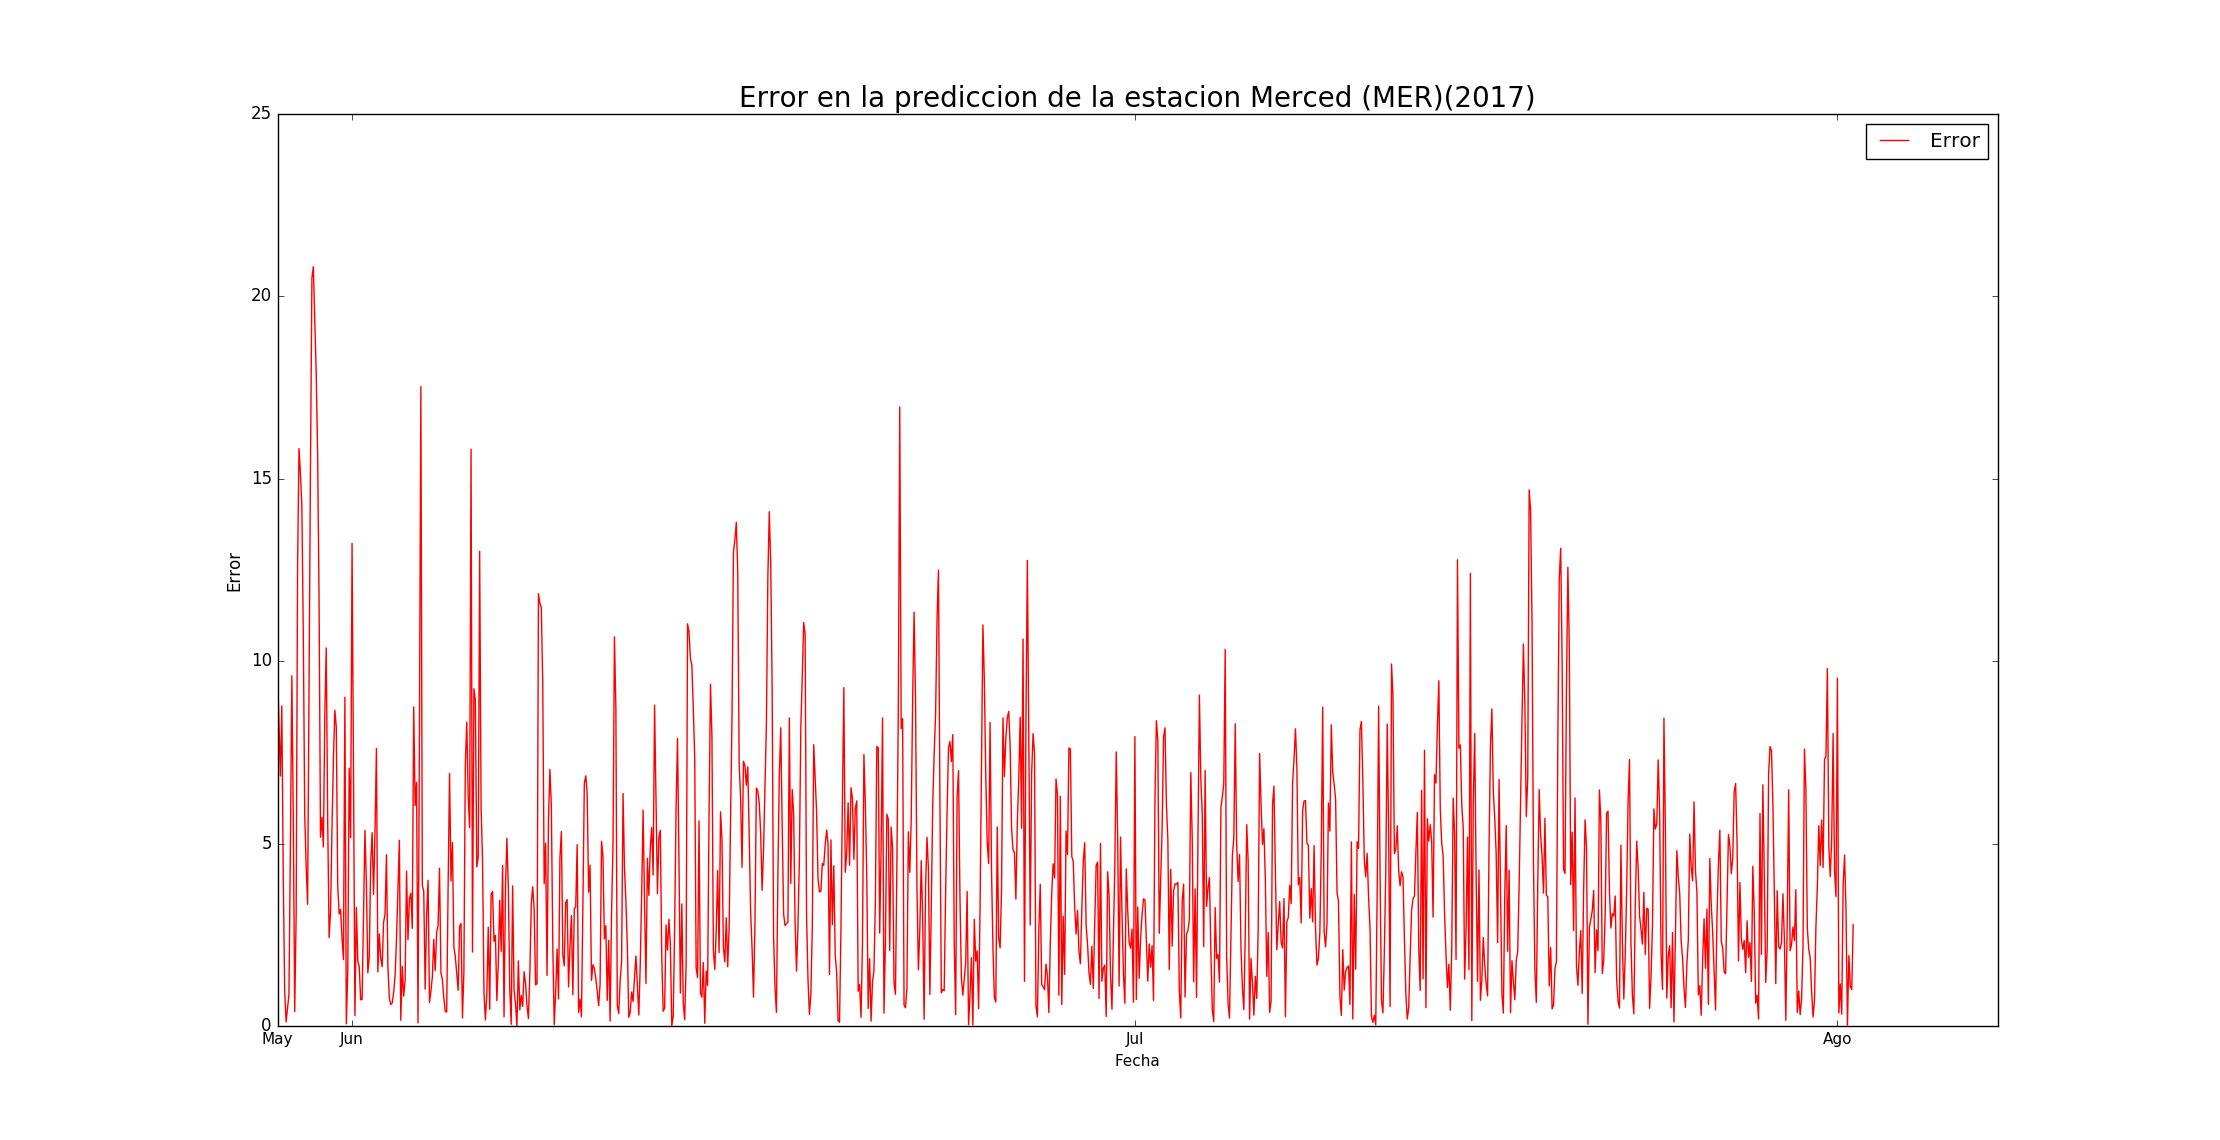 Error en la prediccion de la estacion Merced (MER)(2017)
Error
25
20
15
10
5
0
Error
May Jun Jul Ago
Fecha